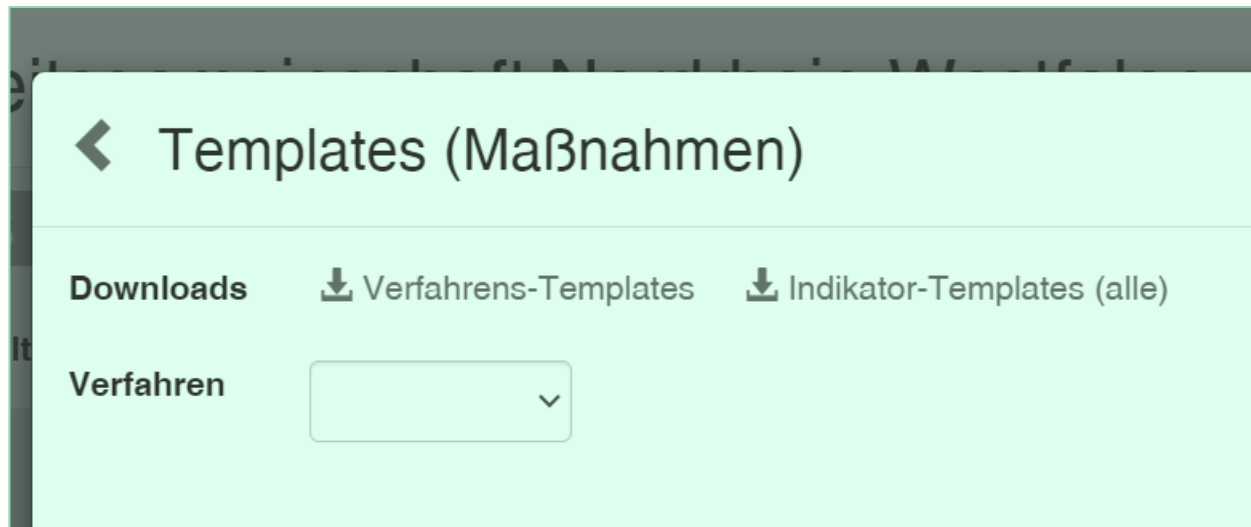 Templates (Maßnahmen)
Downloads Verfahrens-Templates Indikator-Templates (alle)
Verfahren